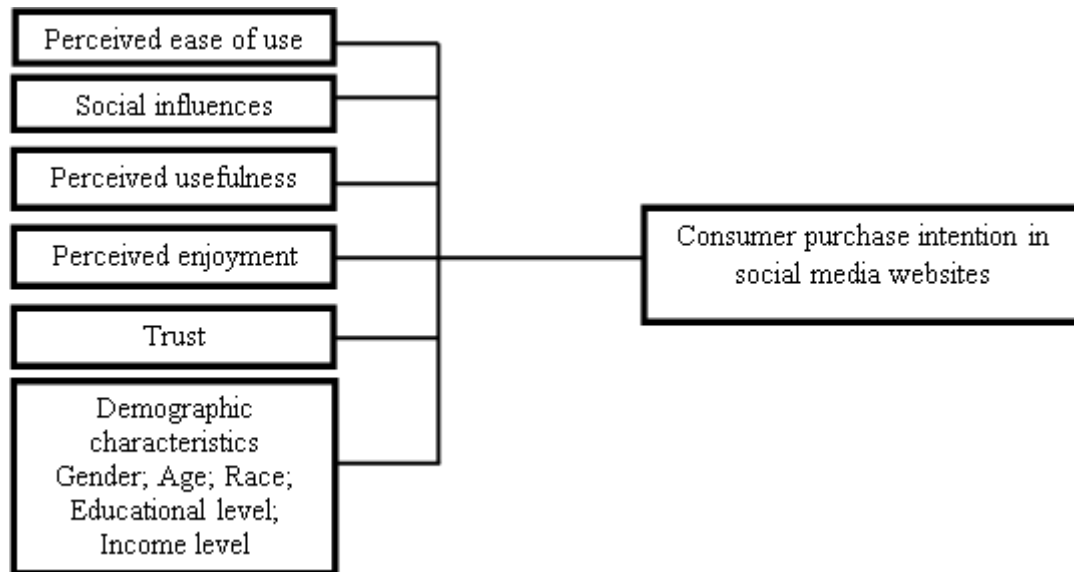 Perceived ease of use
Social influences
Perceived usefulness
Perceived enjoyment
Trust
Demographic
characteristics
Gender; Age; Race;
Educational level;
Income level
Consumer purchase intention in
social media websites